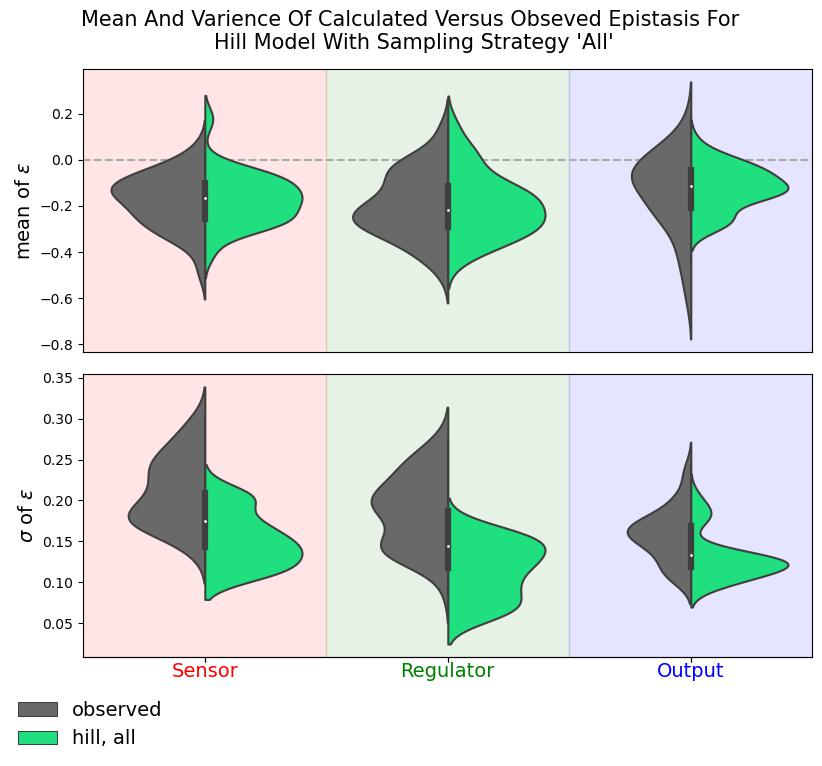 Mean And Varience Of Calculated Versus Obseved Epistasis For
Hill Model With Sampling Strategy 'All'
0.2
0.0
−0.2
−0.4
−0.6
−0.8
mean of ε
0.35
0.30
0.25
0.20
0.15
0.10
0.05
σ of ε
Sensor Regulator Output
observed
hill, all